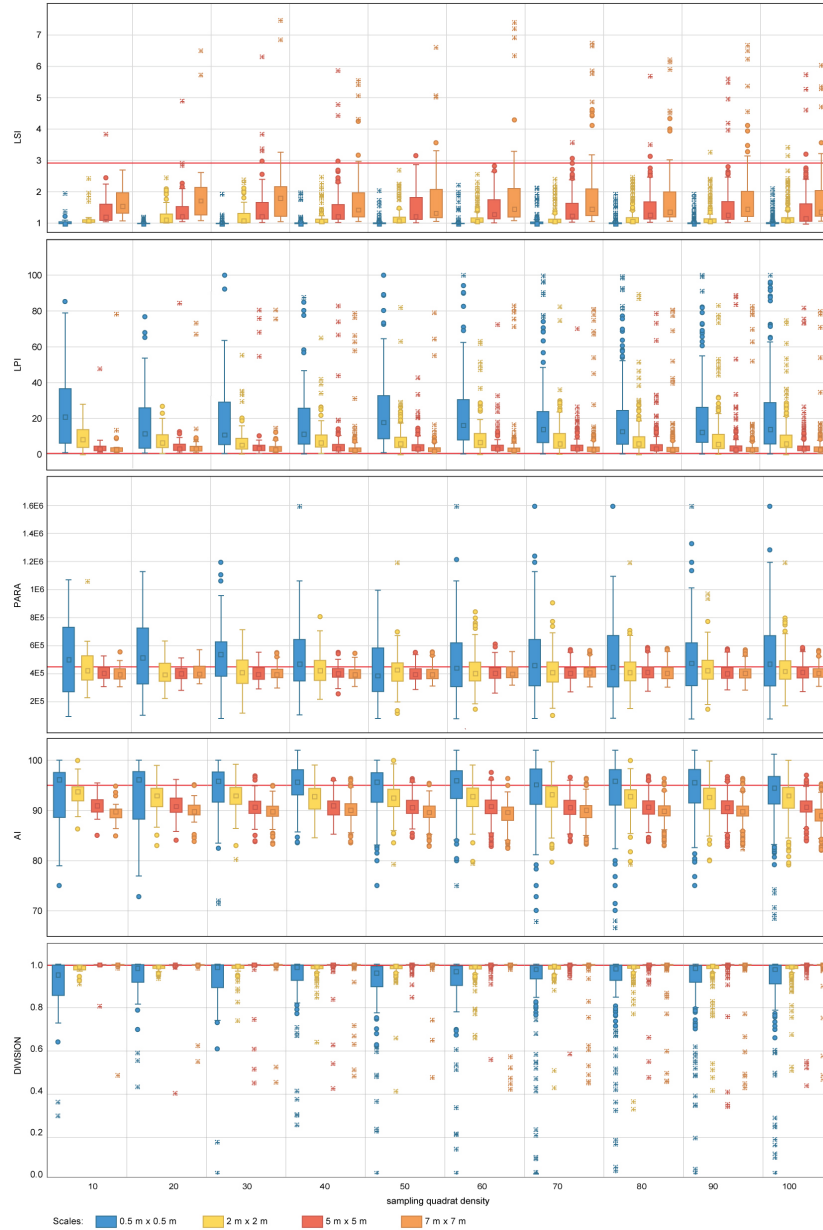 7
6
5
4
3
2
1
LSI
100
80
60
40
20
0
LPI
1.6E6
1.4E6
1.2E6
1E6
8E5
6E5
4E5
2E5
PARA
100
90
80
70
AI
1.0
0.8
0.6
0.4
0.2
0.0
DIVISION
10 20 30 40 50 60 70 80 90 100
sampling quadrat density
Scales: 0.5 m x 0.5 m 2 m x 2 m 5 m x 5 m 7 m x 7 m